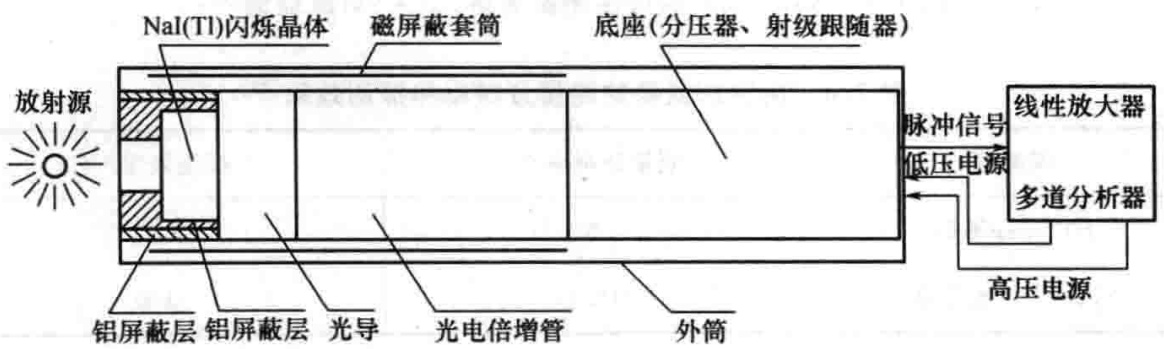 NaI(Tl)闪烁晶体
磁屏蔽套筒
底座(分压器、射级跟随器)
放射源
脉冲信号
低压电源
线性放大器
多道分析器
高压电源
铝屏蔽层
铝屏蔽层
光导
光电倍增管
外筒